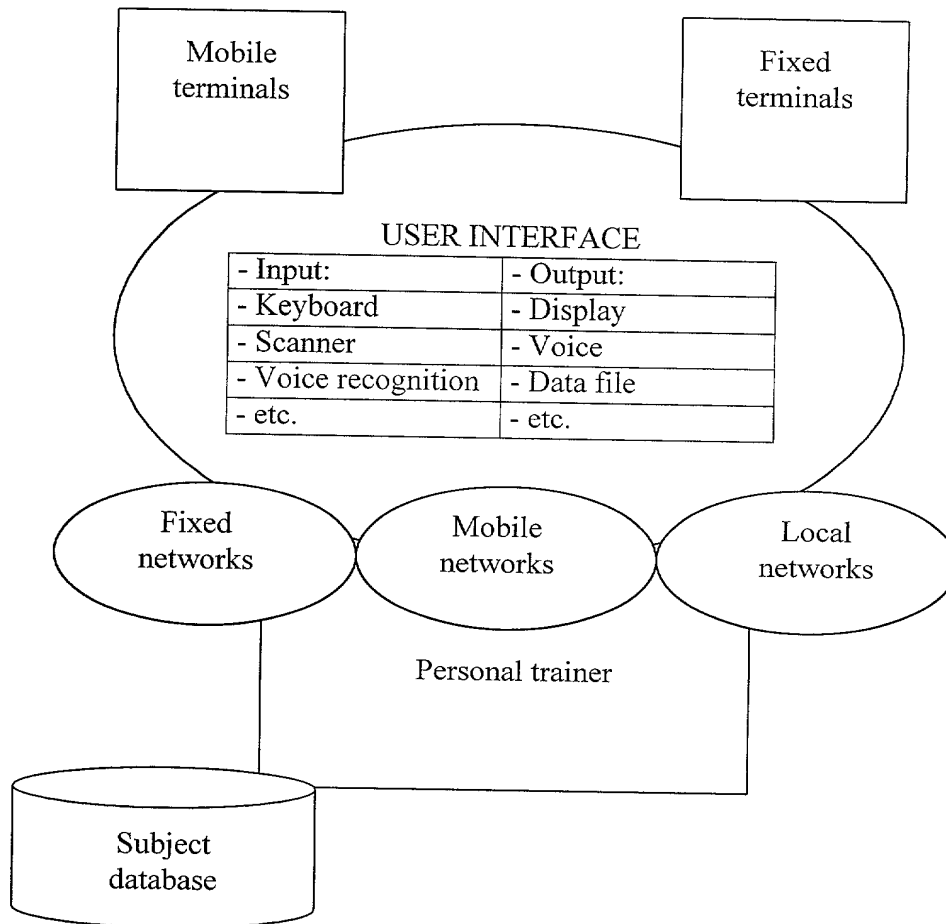 Mobile
terminals
Fixed
terminals
USER INTERFACE
- Input: - Output:
- Keyboard - Display
- Scanner - Voice
- Voice recognition - Data file
- etc. - etc.
Fixed
networks
Mobile
networks
Local
networks
Personal trainer
Subject
database